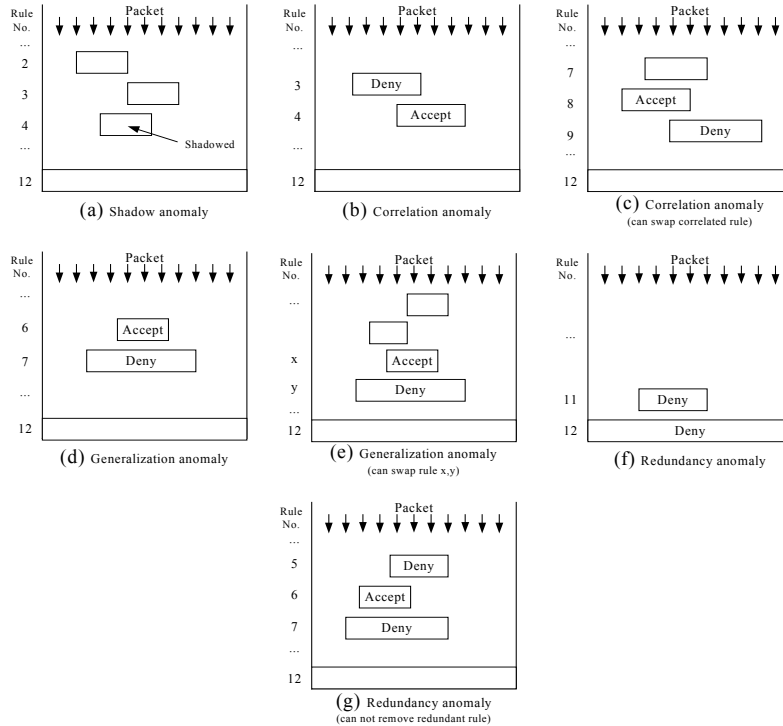 Packet
Rule
No.
...
2
3
4
Shadowed
...
12
(a) Shadow anomaly
Packet
Rule
No.
...
3
Deny
4
Accept
...
12
(b) Correlation anomaly
Packet
Rule
No.
...
7
8
Accept
9
Deny
...
12
(c) Correlation anomaly
(can swap correlated rule)
Packet
Rule
No.
...
6
Accept
7
Deny
...
12
(d) Generalization anomaly
Packet
Rule
No.
...
x
Accept
y
Deny
...
12
(e) Generalization anomaly
(can swap rule x,y)
Packet
Rule
No.
...
11
Deny
12
Deny
(f) Redundancy anomaly
Packet
Rule
No.
...
5
Deny
6
Accept
7
Deny
...
12
(g) Redundancy anomaly
(can not remove redundant rule)